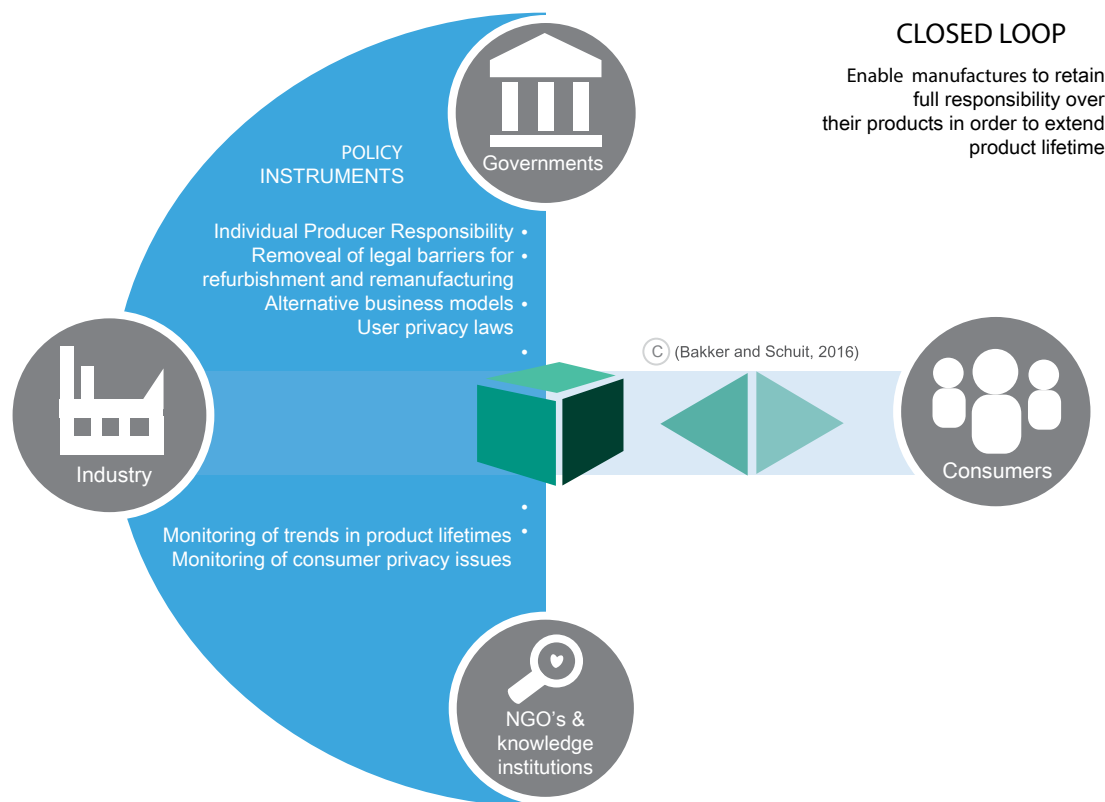 CLOSED LOOP
Enable manufactures to retain
full responsibility over
their products in order to extend
product lifetime
Governments
POLICY
INSTRUMENTS
Individual Producer Responsibility •
Removeal of legal barriers for •
refurbishment and remanufacturing
Alternative business models •
User privacy laws
•
C (Bakker and Schuit, 2016)
Industry
Consumers
•
Monitoring of trends in product lifetimes •
Monitoring of consumer privacy issues
NGO's &
knowledge
institutions